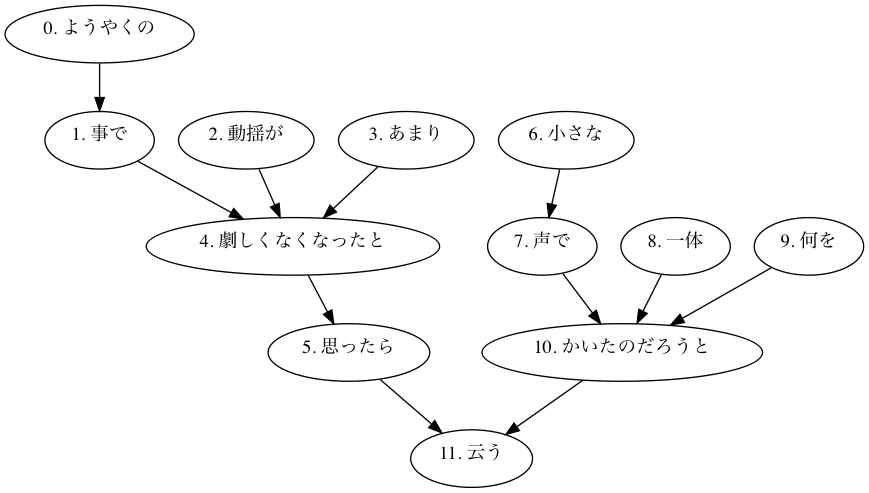 0. ようやくの
1. 事で
2. 動揺が
3. あまり
6. 小さな
4. 劇しくなくなったと
7. 声で
8. 一体
9. 何を
5. 思ったら
10. かいたのだろうと
11. 云う